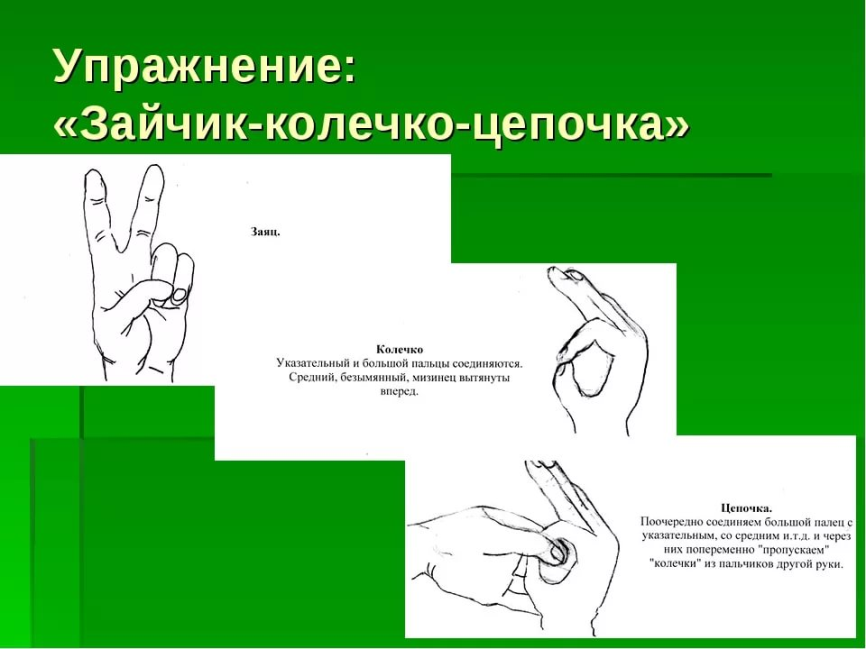 Упражнение:
«Зайчик-колечко-цепочка»
Заяц.
Колечко
Указательный и большой пальцы соединяются.
Средний, безымянный, мизинец вытянуты
вперед.
Цепочка.
Поочередно соединяем большой палец с
указательным, со средним и.т.д. и через
них попеременно "пропускаем"
"колечки" из пальчиков другой руки.